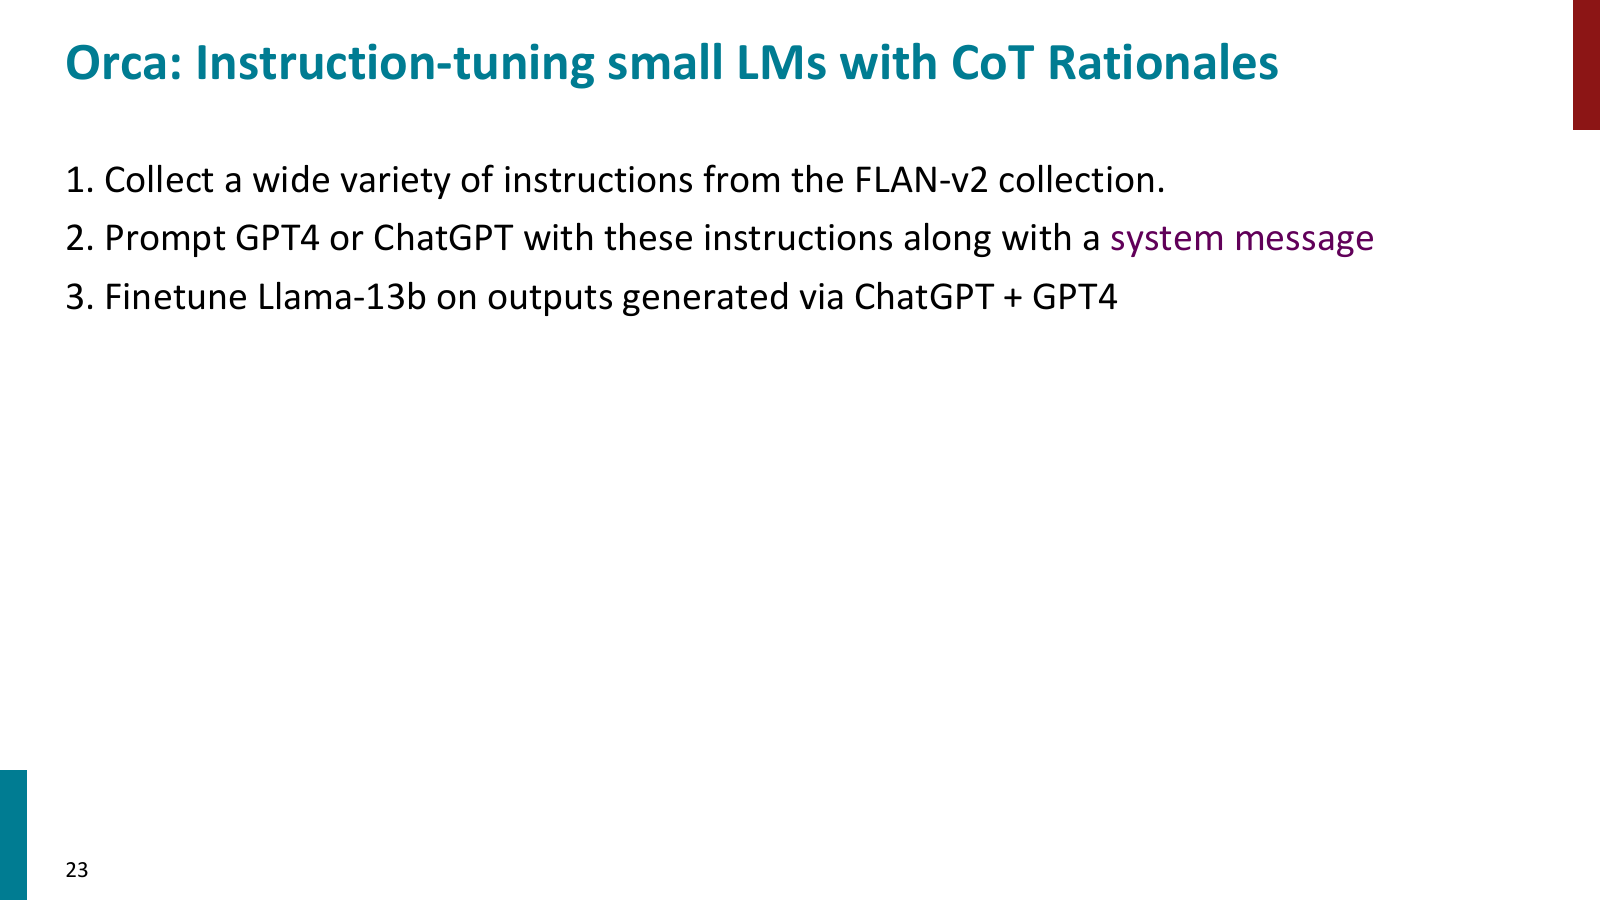 Orca: Instruction-tuning small LMs with CoT Rationales
1. Collect a wide variety of instructions from the FLAN-v2 collection.
2. Prompt GPT4 or ChatGPT with these instructions along with a system message
3. Finetune Llama-13b on outputs generated via ChatGPT + GPT4
23